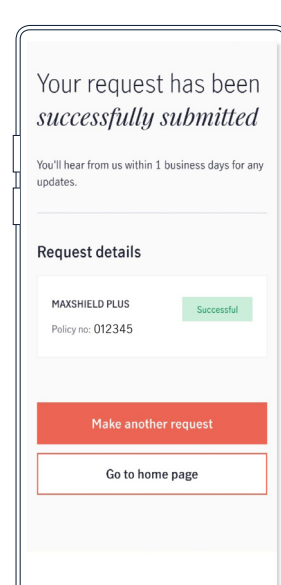 Your request has been
successfully submitted
You'll hear from us within 1 business days for any
updates.
Request details
MAXSHIELD PLUS
Successful
Policy no: 012345
Make another request
Go to home page